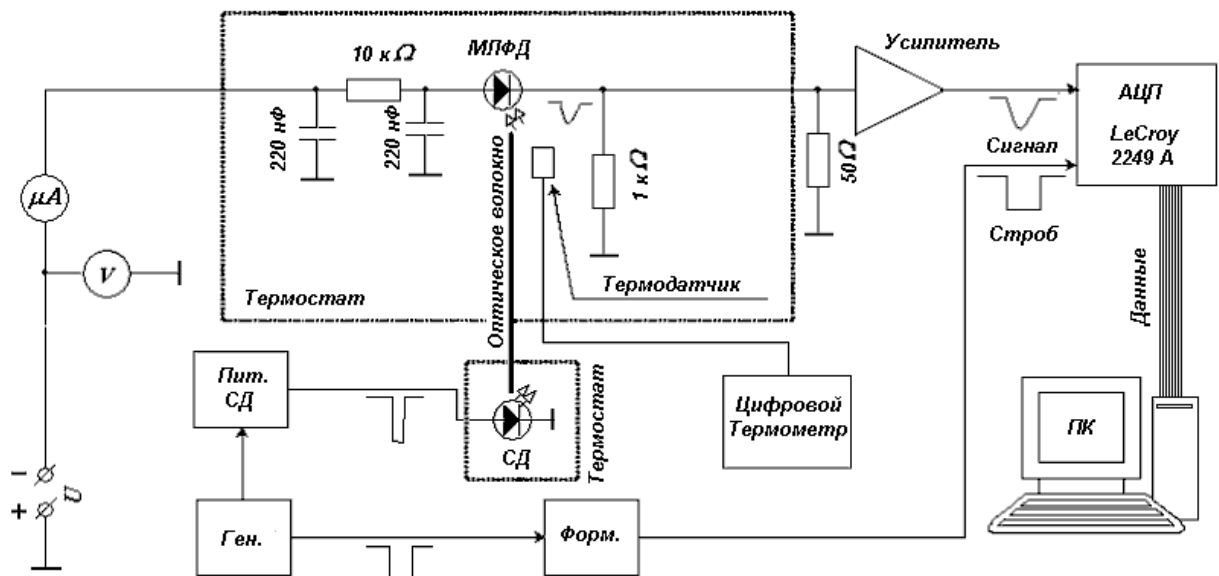 10 кΩ
МПФД
Усилитель
220 нФ
220 нФ
1 кΩ
50Ω
АЦП
LeCroy
2249 A
Сигнал
Строб
μA
V
Термостат
Оптическое волокно
Термодатчик
Данные
Пит.
СД
СД
Термостат
Цифровой
Термометр
ПК
−
+
U
Ген.
Форм.